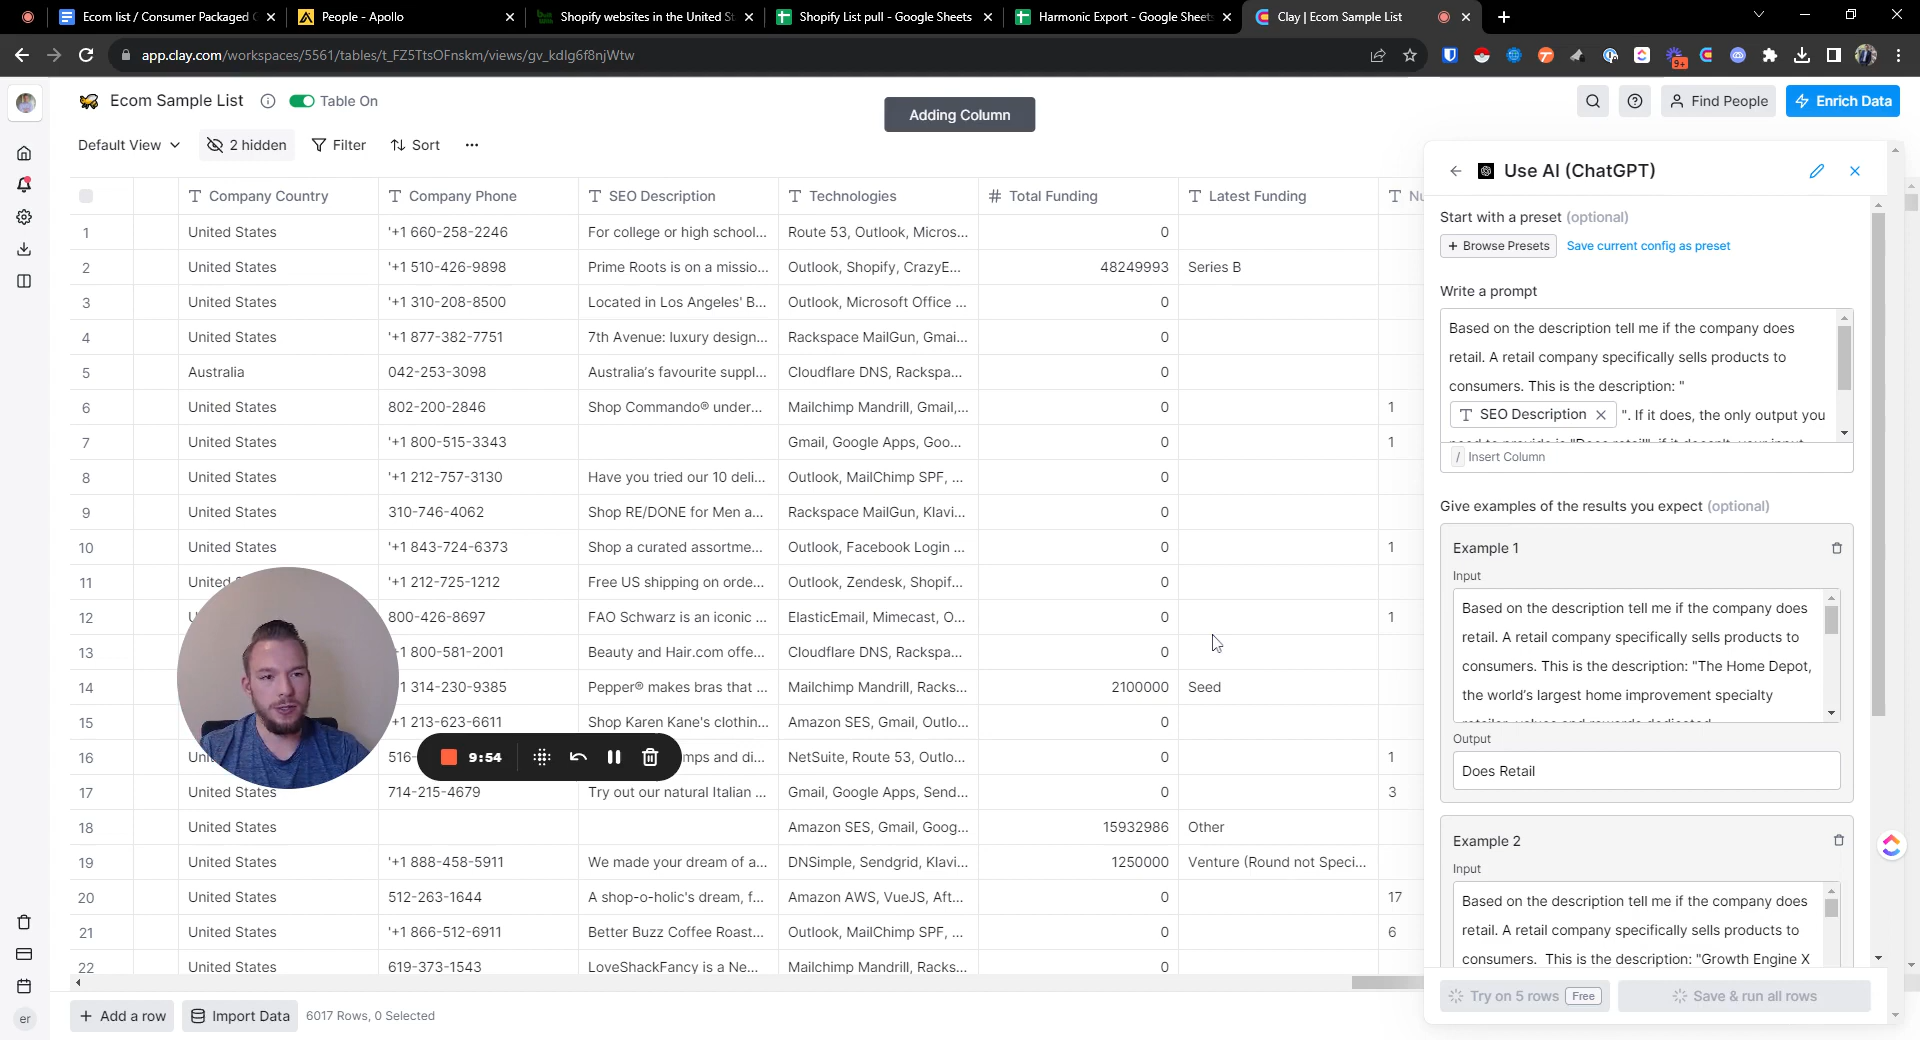 Ecom list / Consumer Packaged
People - Apollo
Shopify websites in the United St
Shopify List pull - Google Sheets
Harmonic Export - Google Sheets
Clay | Ecom Sample List
app.clay.com/workspaces/5561/tables/t_FZ5TtsOFnskm/views/gv_kdlg6f8njWtw
9+
Ecom Sample List
Table On
Adding Column
Find People
Enrich Data
Default View
2 hidden
Filter
Sort
Company Country Company Phone SEO Description Technologies # Total Funding Latest Funding
1 United States '+1 660-258-2246 For college or high school... Route 53, Outlook, Micros... 0
2 United States '+1 510-426-9898 Prime Roots is on a missio... Outlook, Shopify, CrazyE... 48249993 Series B
3 United States '+1 310-208-8500 Located in Los Angeles' B... Outlook, Microsoft Office ... 0
4 United States '+1 877-382-7751 7th Avenue: luxury design... Rackspace MailGun, Gmai... 0
5 Australia 042-253-3098 Australia's favourite suppl... Cloudflare DNS, Rackspa... 0
6 United States 802-200-2846 Shop Commando® under... Mailchimp Mandrill, Gmail,... 0 1
7 United States '+1 800-515-3343 Gmail, Google Apps, Goo... 0 1
8 United States '+1 212-757-3130 Have you tried our 10 deli... Outlook, MailChimp SPF, ... 0
9 United States 310-746-4062 Shop RE/DONE for Men a... Rackspace MailGun, Klavi... 0
10 United States '+1 843-724-6373 Shop a curated assortme... Outlook, Facebook Login ... 0 1
11 United '+1 212-725-1212 Free US shipping on orde... Outlook, Zendesk, Shopif... 0
12 800-426-8697 FAO Schwarz is an iconic ... ElasticEmail, Mimecast, O... 0 1
13 1 800-581-2001 Beauty and Hair.com offe... Cloudflare DNS, Rackspa... 0
14 1 314-230-9385 Pepper® makes bras that ... Mailchimp Mandrill, Racks... 2100000 Seed
15 +1 213-623-6611 Shop Karen Kane's clothin... Amazon SES, Gmail, Outlo... 0
16 516- mps and di... NetSuite, Route 53, Outlo... 0 1
17 United States 714-215-4679 Try out our natural Italian ... Gmail, Google Apps, Send... 0 3
18 United States Amazon SES, Gmail, Goog... 15932986 Other
19 United States '+1 888-458-5911 We made your dream of a... DNSimple, Sendgrid, Klavi... 1250000 Venture (Round not Speci...
20 United States 512-263-1644 A shop-o-holic's dream, f... Amazon AWS, VueJS, Aft... 0 17
21 United States '+1 866-512-6911 Better Buzz Coffee Roast... Outlook, MailChimp SPF, ... 0 6
22 United States 619-373-1543 LoveShackFancy is a Ne... Mailchimp Mandrill, Racks... 0
9:54
er
+ Add a row
Import Data
6017 Rows, 0 Selected
Use AI (ChatGPT)
Start with a preset (optional)
+ Browse Presets
Save current config as preset
Write a prompt
Based on the description tell me if the company does
retail. A retail company specifically sells products to
consumers. This is the description: "
SEO Description ". If it does, the only output you
/ Insert Column
Give examples of the results you expect (optional)
Example 1
Input
Based on the description tell me if the company does
retail. A retail company specifically sells products to
consumers. This is the description: "The Home Depot,
the world's largest home improvement specialty
Output
Does Retail
Example 2
Input
Based on the description tell me if the company does
retail. A retail company specifically sells products to
consumers. This is the description: "Growth Engine X
Try on 5 rows Free
Save & run all rows